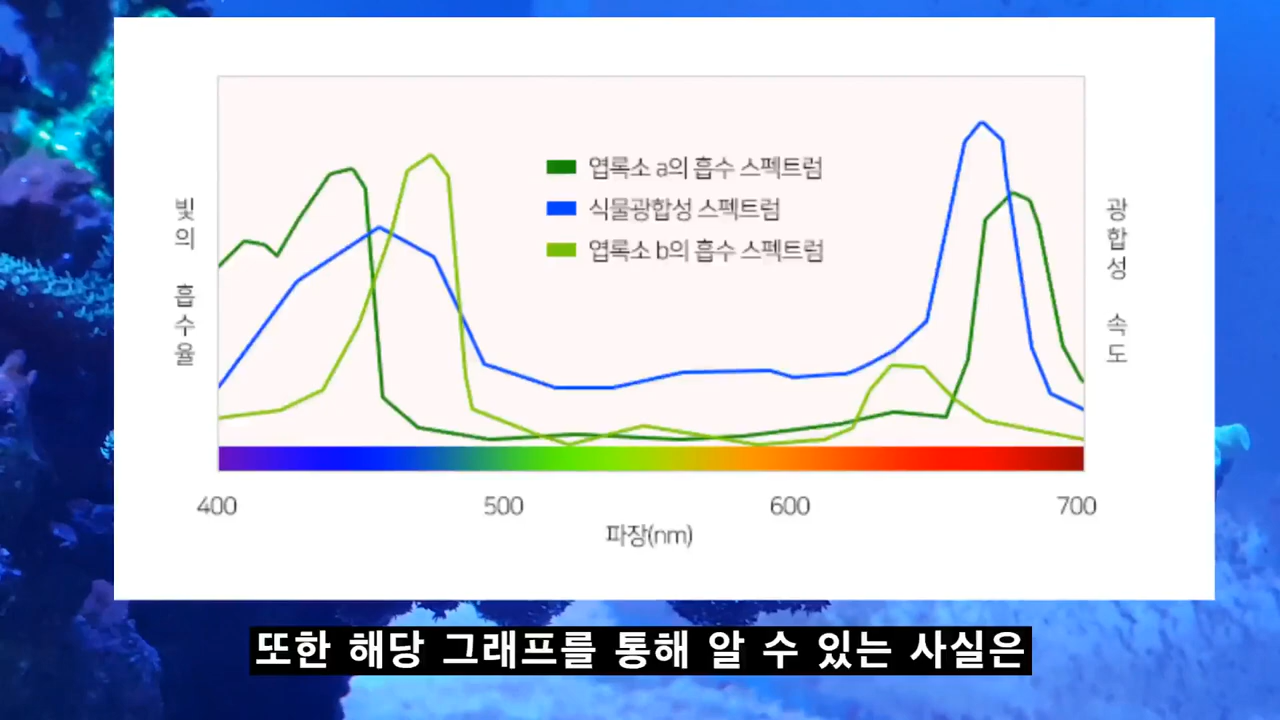 엽록소 a의 흡수 스펙트럼
식물광합성 스펙트럼
엽록소 b의 흡수 스펙트럼
빛의 흡수율
광합성 속도
400 500 600 700
파장(nm)
또한 해당 그래프를 통해 알 수 있는 사실은